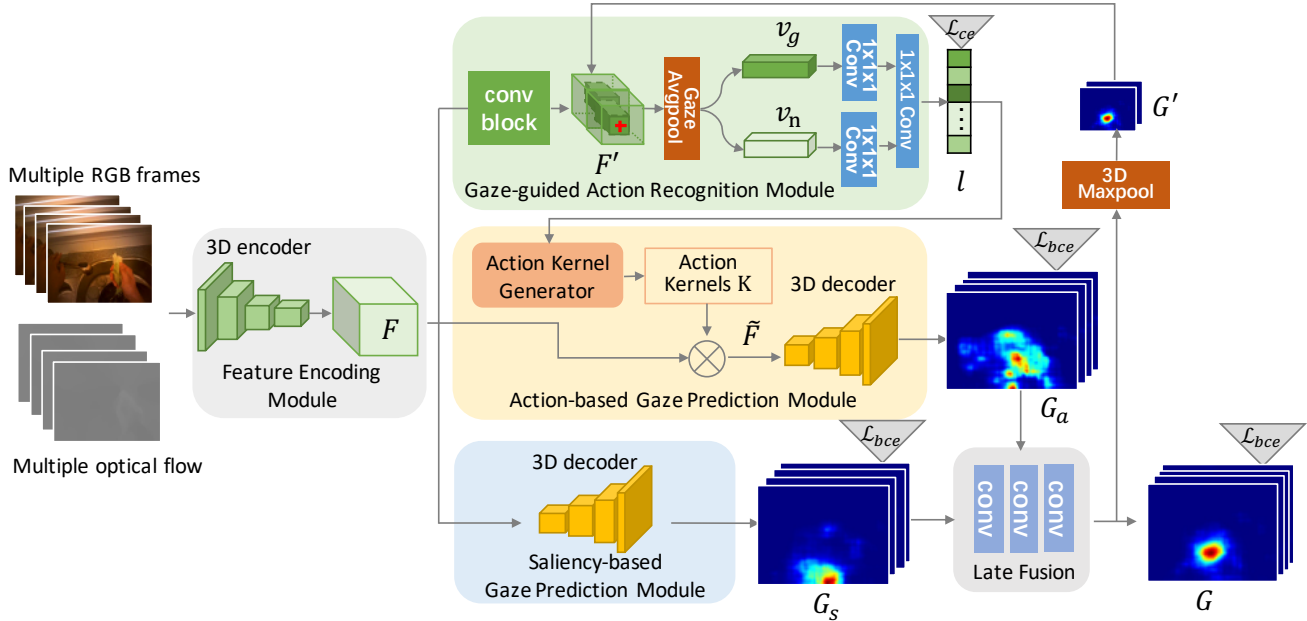 Multiple RGB frames
Multiple optical flow
3D encoder
F
Feature Encoding
Module
conv
block
F′
Gaze
Avgpool
v_g
v_n
1x1x1
Conv
1x1x1
Conv
1x1x1 Conv
ℒ_ce
l
Gaze-guided Action Recognition Module
G′
3D
Maxpool
Action Kernel
Generator
Action
Kernels K
F̃
3D decoder
Action-based Gaze Prediction Module
ℒ_bce
G_a
3D decoder
Saliency-based
Gaze Prediction Module
ℒ_bce
G_s
conv
conv
conv
Late Fusion
ℒ_bce
G